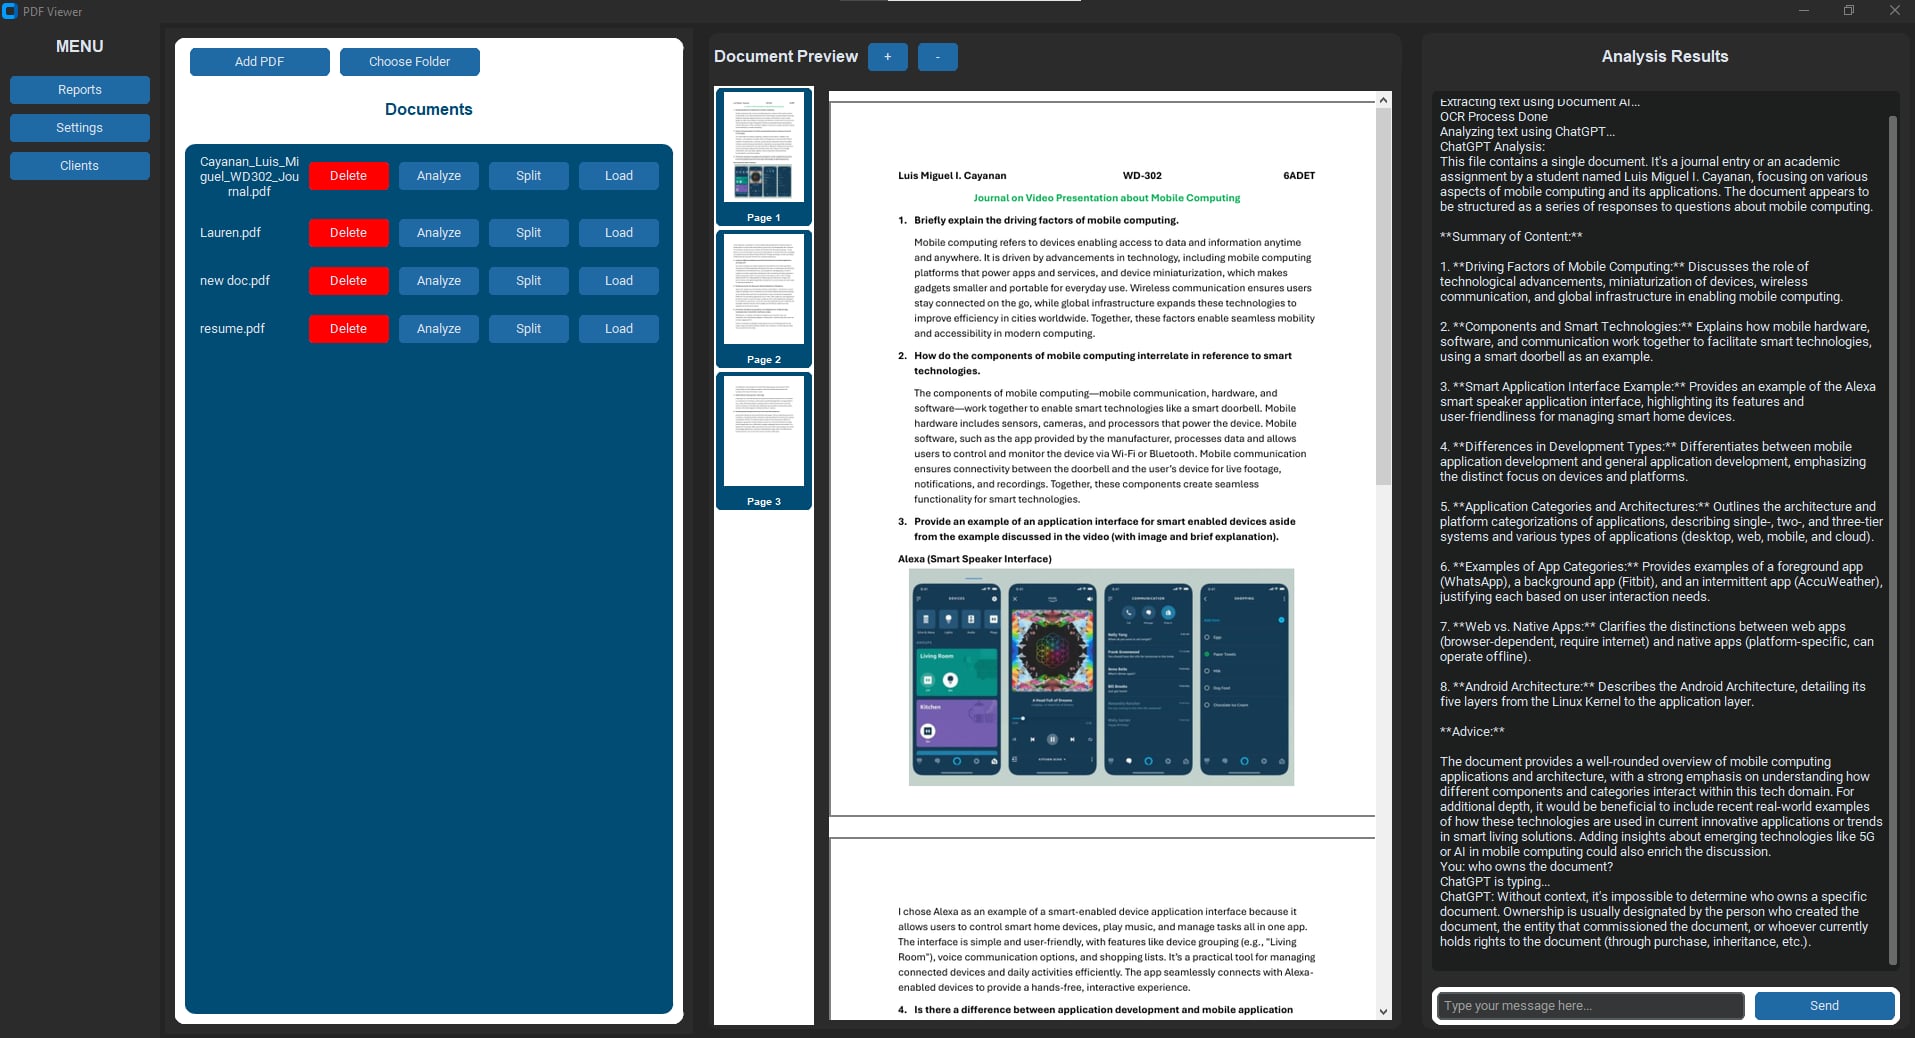 PDF Viewer
MENU
Reports
Settings
Clients
Add PDF
Choose Folder
Documents
Cayanan_Luis_Mi
guel_WD302_Jou
rnal.pdf
Delete
Analyze
Split
Load
Lauren.pdf
Delete
Analyze
Split
Load
new doc.pdf
Delete
Analyze
Split
Load
resume.pdf
Delete
Analyze
Split
Load
Document Preview
+
-
Page 1
Page 2
Page 3
Luis Miguel I. Cayanan WD-302 6ADET
Journal on Video Presentation about Mobile Computing
1. Briefly explain the driving factors of mobile computing.
Mobile computing refers to devices enabling access to data and information anytime
and anywhere. It is driven by advancements in technology, including mobile computing
platforms that power apps and services, and device miniaturization, which makes
gadgets smaller and portable for everyday use. Wireless communication ensures users
stay connected on the go, while global infrastructure expands these technologies to
improve efficiency in cities worldwide. Together, these factors enable seamless mobility
and accessibility in modern computing.
2. How do the components of mobile computing interrelate in reference to smart
technologies.
The components of mobile computing—mobile communication, hardware, and
software—work together to enable smart technologies like a smart doorbell. Mobile
hardware includes sensors, cameras, and processors that power the device. Mobile
software, such as the app provided by the manufacturer, processes data and allows
users to control and monitor the device via Wi-Fi or Bluetooth. Mobile communication
ensures connectivity between the doorbell and the user's device for live footage,
notifications, and recordings. Together, these components create seamless
functionality for smart technologies.
3. Provide an example of an application interface for smart enabled devices aside
from the example discussed in the video (with image and brief explanation).
Alexa (Smart Speaker Interface)
DEVICES
Living Room
Kitchen
A Head Full of Dreams
COMMUNICATION
SHOPPING
Eggs
Paper Towels
Milk
Dog Food
Chocolate Ice Cream
I chose Alexa as an example of a smart-enabled device application interface because it
allows users to control smart home devices, play music, and manage tasks all in one app.
The interface is simple and user-friendly, with features like device grouping (e.g., "Living
Room"), voice communication options, and shopping lists. It's a practical tool for managing
connected devices and daily activities efficiently. The app seamlessly connects with Alexa-
enabled devices to provide a hands-free, interactive experience.
4. Is there a difference between application development and mobile application
Analysis Results
Extracting text using Document AI...
OCR Process Done
Analyzing text using ChatGPT...
ChatGPT Analysis:
This file contains a single document. It's a journal entry or an academic
assignment by a student named Luis Miguel I. Cayanan, focusing on various
aspects of mobile computing and its applications. The document appears to
be structured as a series of responses to questions about mobile computing.
**Summary of Content:**
1. **Driving Factors of Mobile Computing:** Discusses the role of
technological advancements, miniaturization of devices, wireless
communication, and global infrastructure in enabling mobile computing.
2. **Components and Smart Technologies:** Explains how mobile hardware,
software, and communication work together to facilitate smart technologies,
using a smart doorbell as an example.
3. **Smart Application Interface Example:** Provides an example of the Alexa
smart speaker application interface, highlighting its features and
user-friendliness for managing smart home devices.
4. **Differences in Development Types:** Differentiates between mobile
application development and general application development, emphasizing
the distinct focus on devices and platforms.
5. **Application Categories and Architectures:** Outlines the architecture and
platform categorizations of applications, describing single-, two-, and three-tier
systems and various types of applications (desktop, web, mobile, and cloud).
6. **Examples of App Categories:** Provides examples of a foreground app
(WhatsApp), a background app (Fitbit), and an intermittent app (AccuWeather),
justifying each based on user interaction needs.
7. **Web vs. Native Apps:** Clarifies the distinctions between web apps
(browser-dependent, require internet) and native apps (platform-specific, can
operate offline).
8. **Android Architecture:** Describes the Android Architecture, detailing its
five layers from the Linux Kernel to the application layer.
**Advice:**
The document provides a well-rounded overview of mobile computing
applications and architecture, with a strong emphasis on understanding how
different components and categories interact within this tech domain. For
additional depth, it would be beneficial to include recent real-world examples
of how these technologies are used in current innovative applications or trends
in smart living solutions. Adding insights about emerging technologies like 5G
or AI in mobile computing could also enrich the discussion.
You: who owns the document?
ChatGPT is typing...
ChatGPT: Without context, it's impossible to determine who owns a specific
document. Ownership is usually designated by the person who created the
document, the entity that commissioned the document, or whoever currently
holds rights to the document (through purchase, inheritance, etc.).
Type your message here...
Send